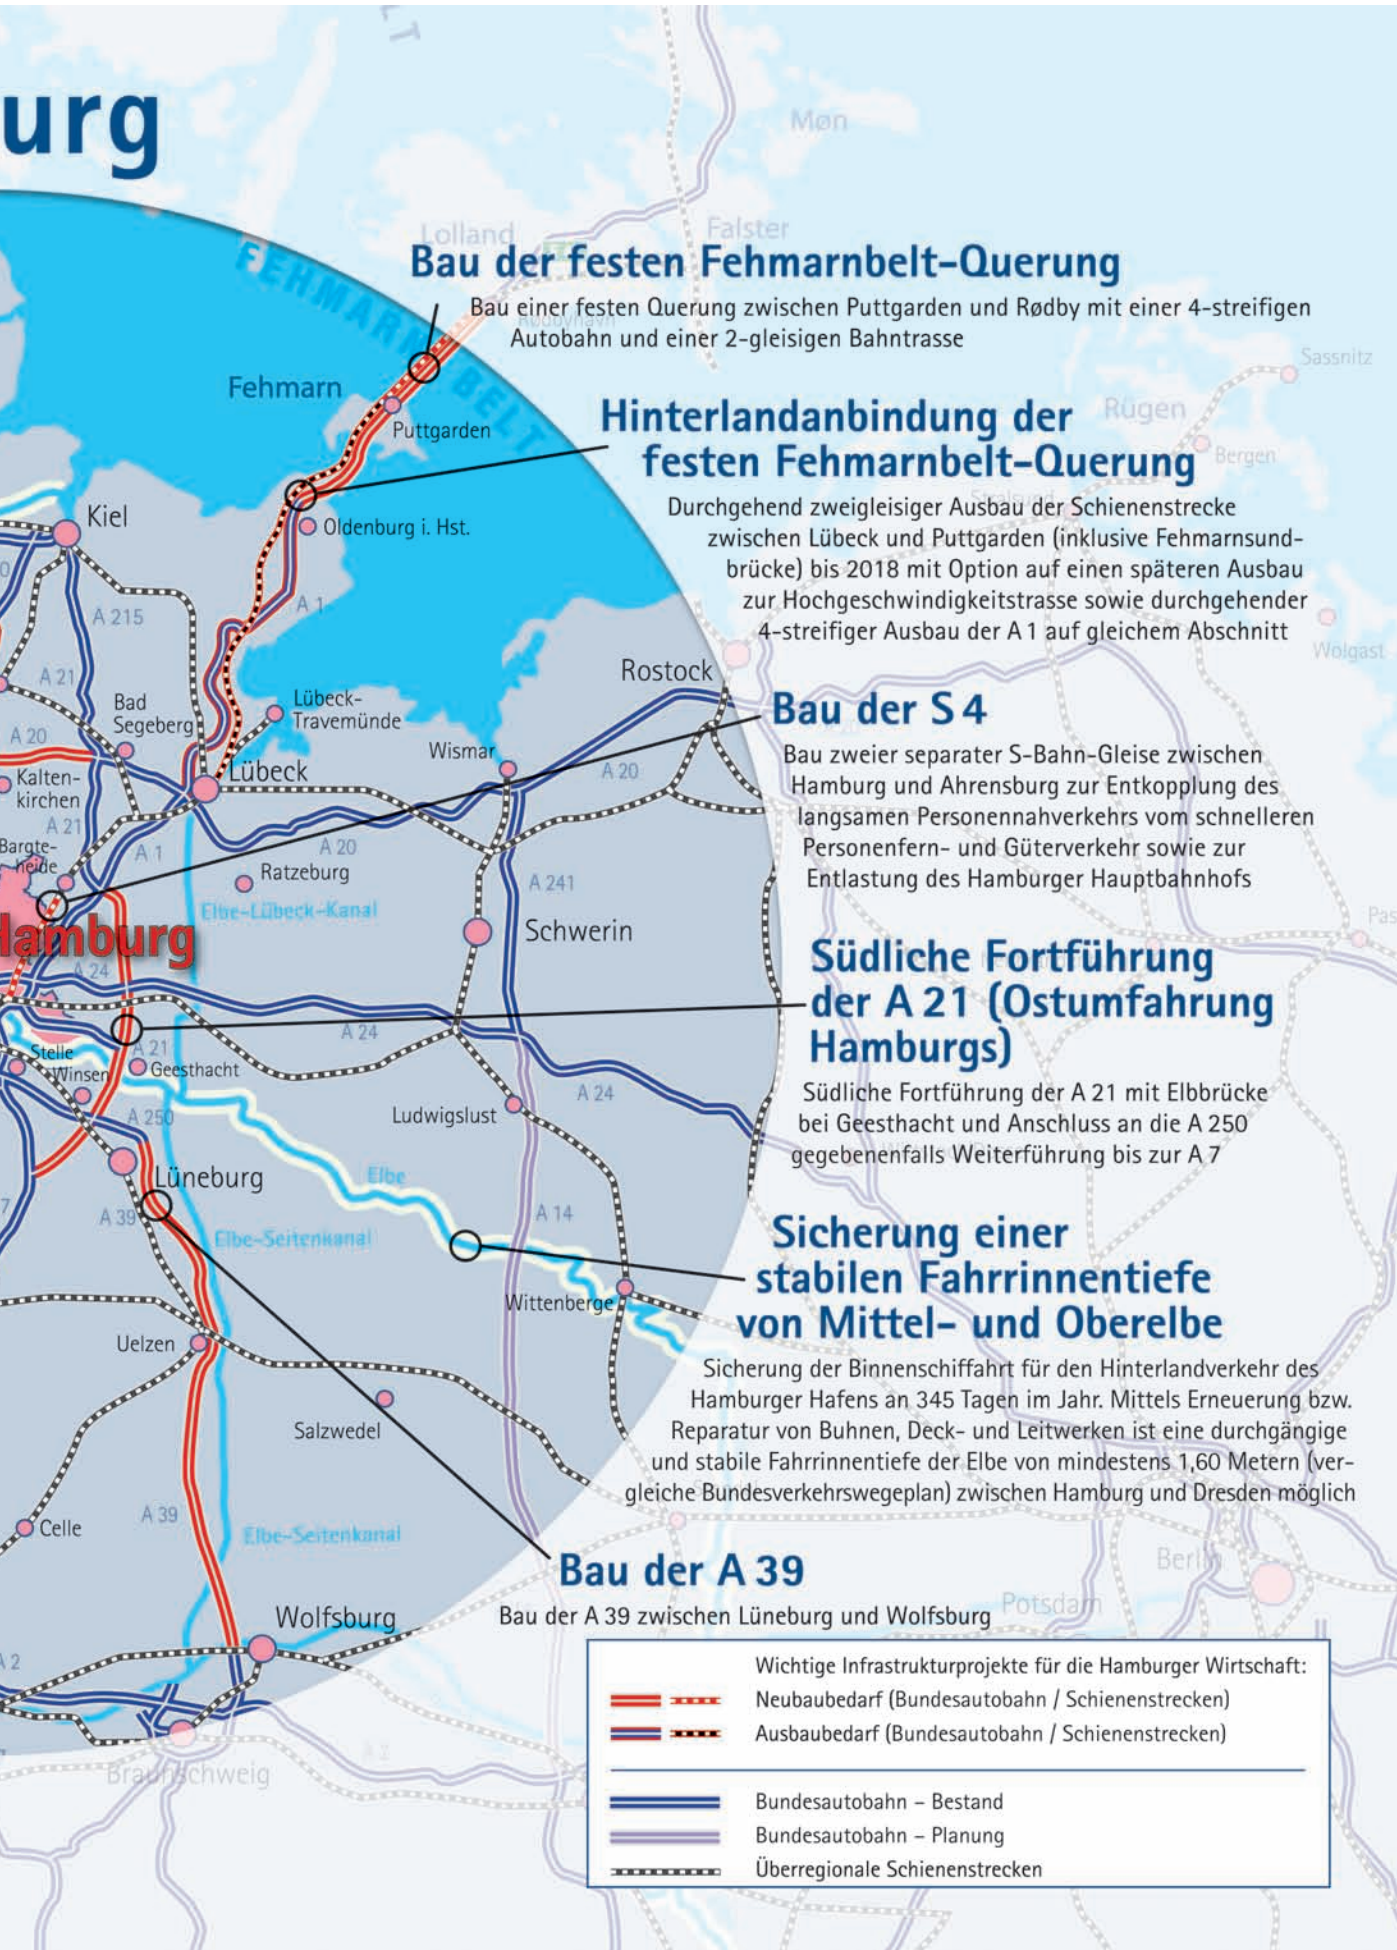 urg
Møn
Lolland
Falster
Bau der festen Fehmarnbelt-Querung
Bau einer festen Querung zwischen Puttgarden und Rødby mit einer 4-streifigen
Autobahn und einer 2-gleisigen Bahntrasse
Rødbyhavn
FEHMARNBELT
Sassnitz
Fehmarn
Puttgarden
Hinterlandanbindung der
festen Fehmarnbelt-Querung
Rügen
Bergen
Stralsund
Durchgehend zweigleisiger Ausbau der Schienenstrecke
zwischen Lübeck und Puttgarden (inklusive Fehmarnsund-
brücke) bis 2018 mit Option auf einen späteren Ausbau
zur Hochgeschwindigkeitstrasse sowie durchgehender
4-streifiger Ausbau der A 1 auf gleichem Abschnitt
Wolgast
Kiel
Oldenburg i. Hst.
A 1
A 215
A 21
Rostock
Bad
Segeberg
Lübeck-
Travemünde
A 20
Wismar
A 20
Kalten-
kirchen
Lübeck
A 21
Bargte-
heide
A 1
A 20
Ratzeburg
A 241
Bau der S 4
Bau zweier separater S-Bahn-Gleise zwischen
Hamburg und Ahrensburg zur Entkopplung des
langsamen Personennahverkehrs vom schnelleren
Personenfern- und Güterverkehr sowie zur
Entlastung des Hamburger Hauptbahnhofs
Elbe-Lübeck-Kanal
Schwerin
Pas
Hamburg
A 24
Südliche Fortführung
der A 21 (Ostumfahrung
Hamburgs)
Südliche Fortführung der A 21 mit Elbbrücke
bei Geesthacht und Anschluss an die A 250
gegebenenfalls Weiterführung bis zur A 7
A 24
Stelle
A 21
Winsen
Geesthacht
A 24
A 250
Ludwigslust
Lüneburg
Elbe
7
A 39
A 14
Elbe-Seitenkanal
Sicherung einer
stabilen Fahrrinnentiefe
von Mittel- und Oberelbe
Sicherung der Binnenschiffahrt für den Hinterlandverkehr des
Hamburger Hafens an 345 Tagen im Jahr. Mittels Erneuerung bzw.
Reparatur von Buhnen, Deck- und Leitwerken ist eine durchgängige
und stabile Fahrrinnentiefe der Elbe von mindestens 1,60 Metern (ver-
gleiche Bundesverkehrswegeplan) zwischen Hamburg und Dresden möglich
Wittenberge
Uelzen
Salzwedel
A 39
Celle
Elbe-Seitenkanal
Berlin
Potsdam
Bau der A 39
Bau der A 39 zwischen Lüneburg und Wolfsburg
Wolfsburg
A 2
A 2
Braunschweig
Wichtige Infrastrukturprojekte für die Hamburger Wirtschaft:
Neubaubedarf (Bundesautobahn / Schienenstrecken)
Ausbaubedarf (Bundesautobahn / Schienenstrecken)
Bundesautobahn – Bestand
Bundesautobahn – Planung
Überregionale Schienenstrecken